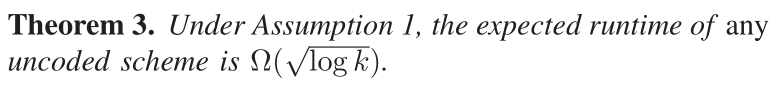 Theorem 3. Under Assumption 1, the expected runtime of any
uncoded scheme is Ω(√log k).